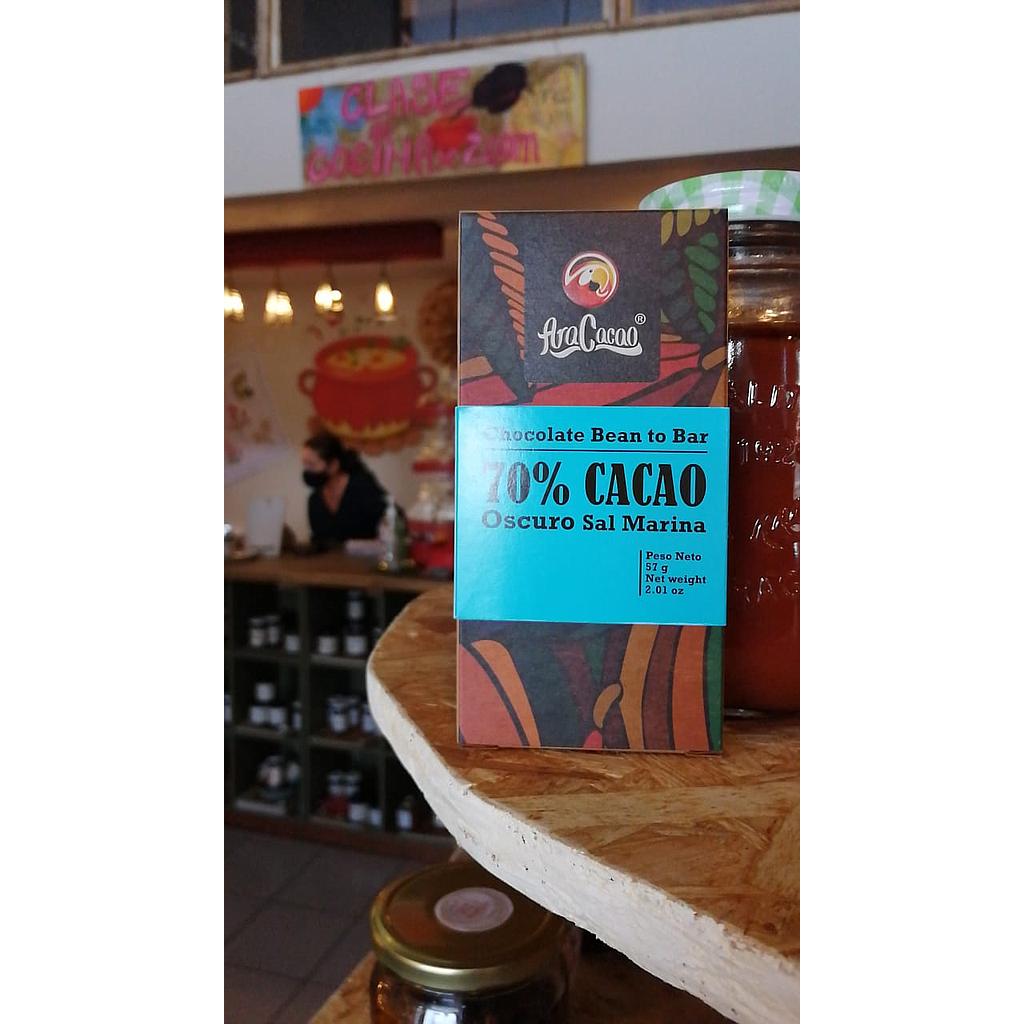 CLASE
COCINA
AraCacao®
Chocolate Bean to Bar
70% CACAO
Oscuro Sal Marina
Peso Neto
57 g
Net weight
2.01 oz